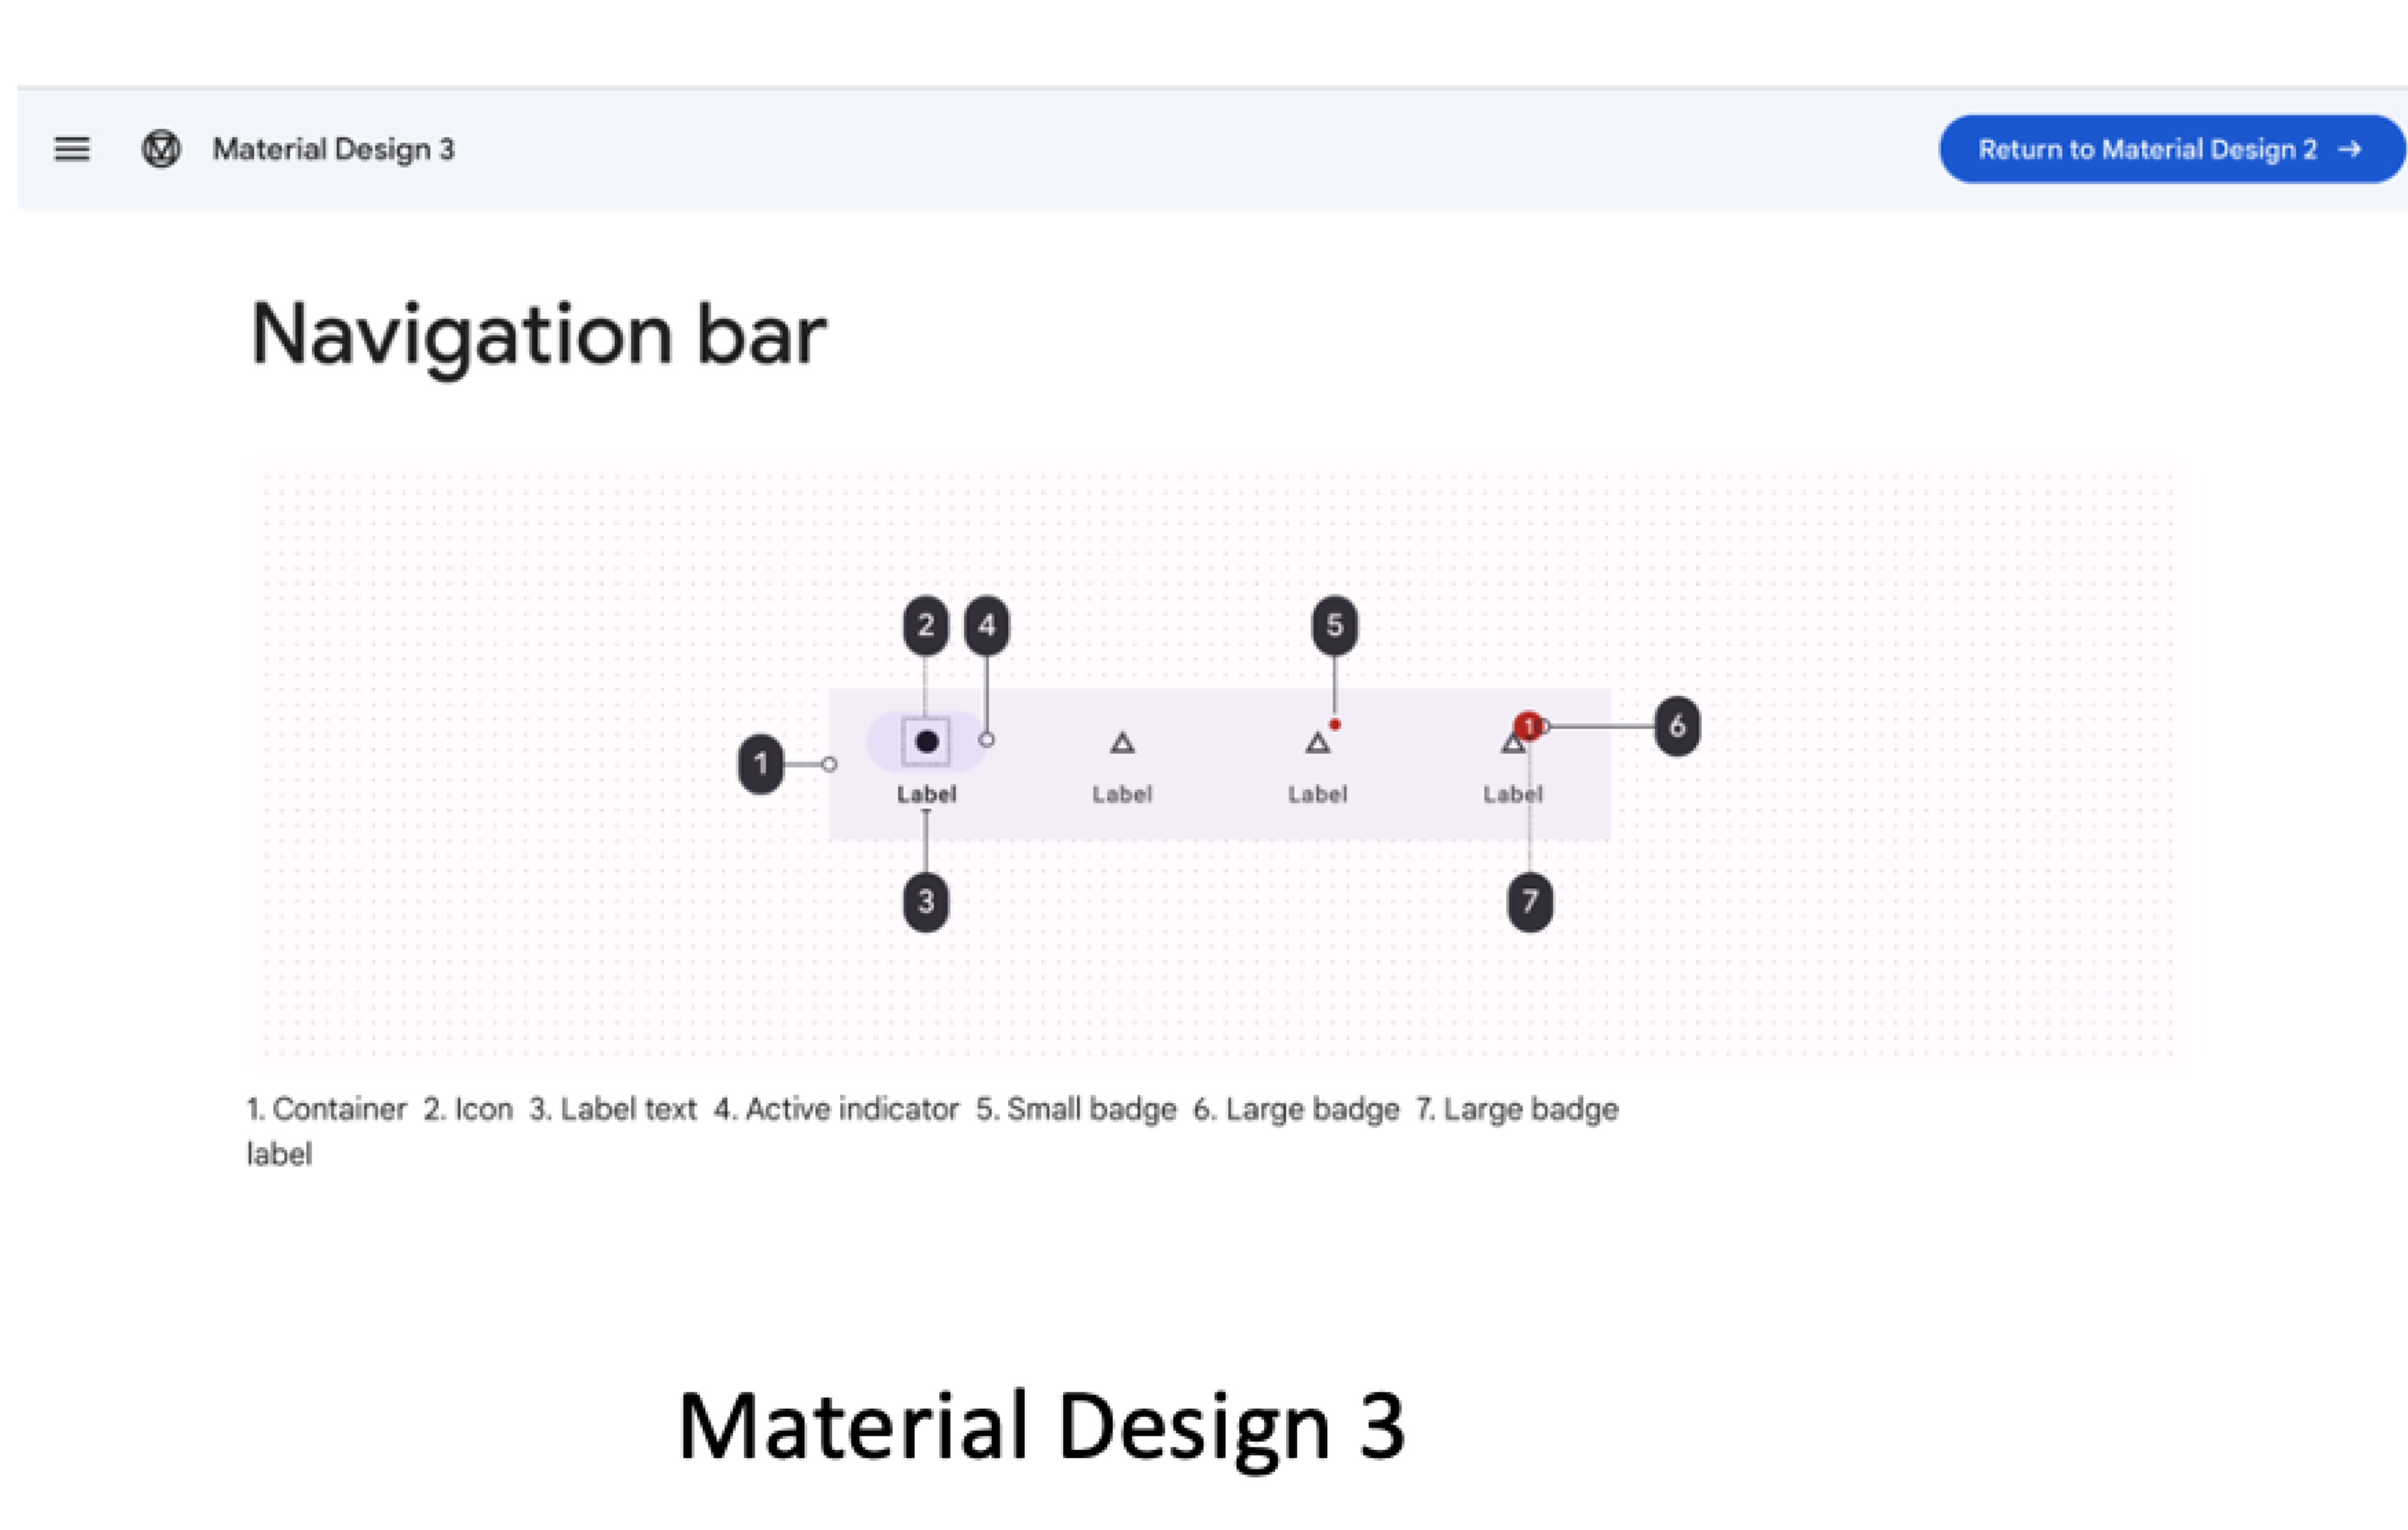 Material Design 3
Return to Material Design 2 →
Navigation bar
2 4 5
1 6
1
Label Label Label Label
3 7
1. Container 2. Icon 3. Label text 4. Active indicator 5. Small badge 6. Large badge 7. Large badge
label
Material Design 3